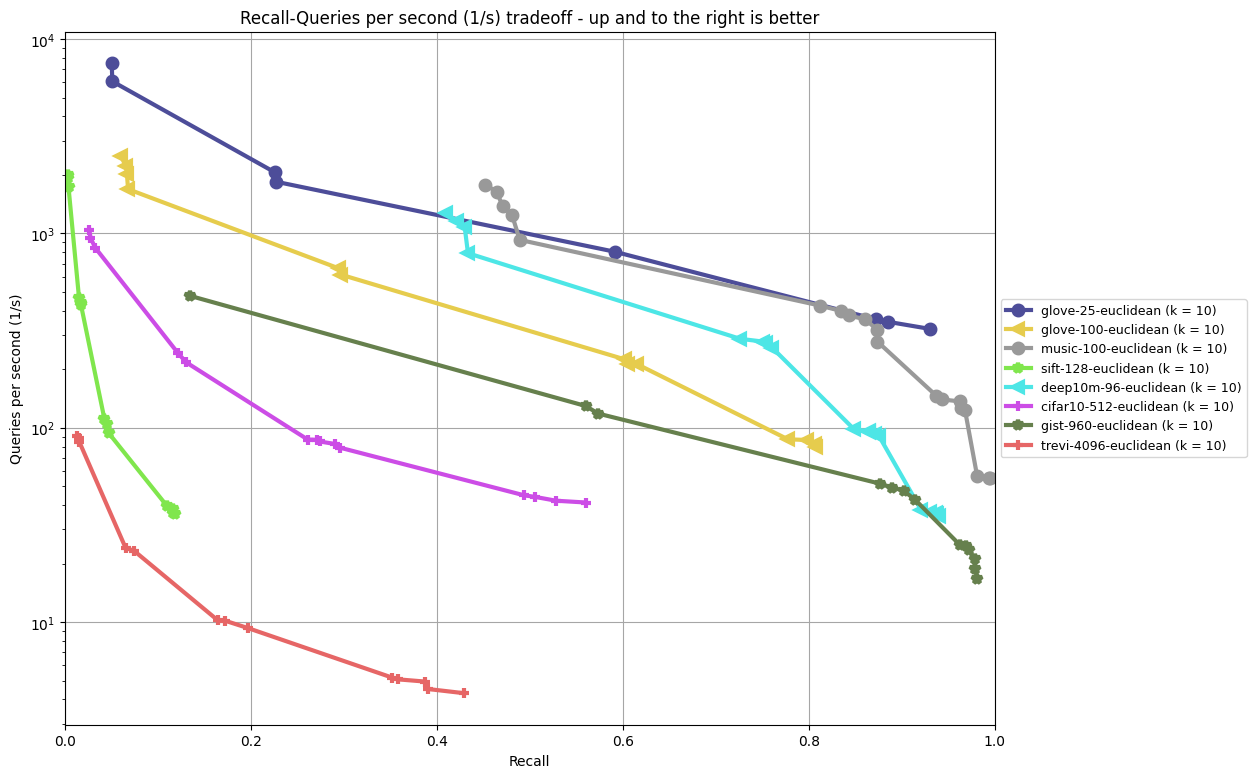 Recall-Queries per second (1/s) tradeoff - up and to the right is better
10⁴
10³
10²
10¹
Queries per second (1/s)
0.0 0.2 0.4 0.6 0.8 1.0
Recall
glove-25-euclidean (k = 10)
glove-100-euclidean (k = 10)
music-100-euclidean (k = 10)
sift-128-euclidean (k = 10)
deep10m-96-euclidean (k = 10)
cifar10-512-euclidean (k = 10)
gist-960-euclidean (k = 10)
trevi-4096-euclidean (k = 10)